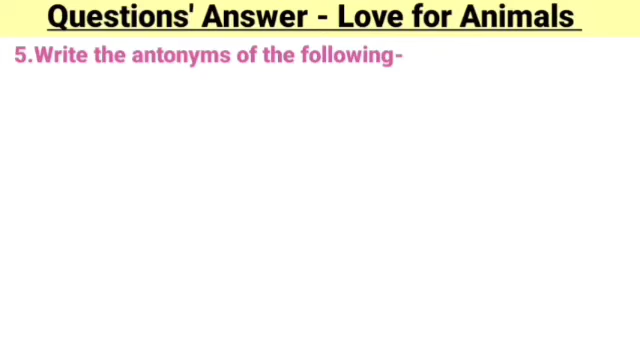 Questions' Answer - Love for Animals
5.Write the antonyms of the following-